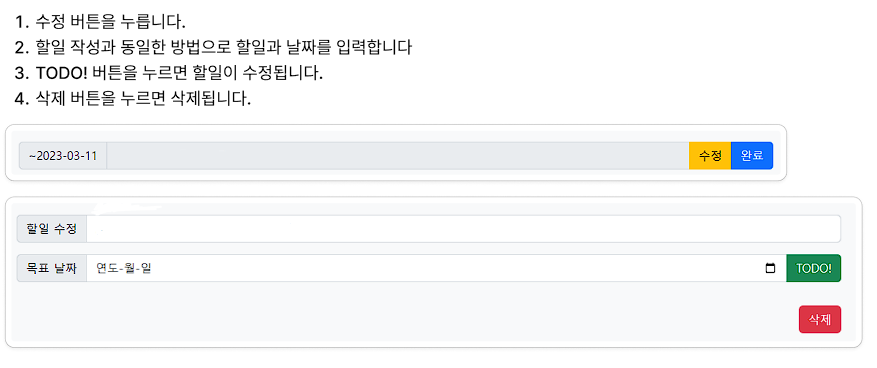 1. 수정 버튼을 누릅니다.
2. 할일 작성과 동일한 방법으로 할일과 날짜를 입력합니다
3. TODO! 버튼을 누르면 할일이 수정됩니다.
4. 삭제 버튼을 누르면 삭제됩니다.
~2023-03-11 수정 완료
할일 수정
목표 날짜 연도-월-일 TODO!
삭제